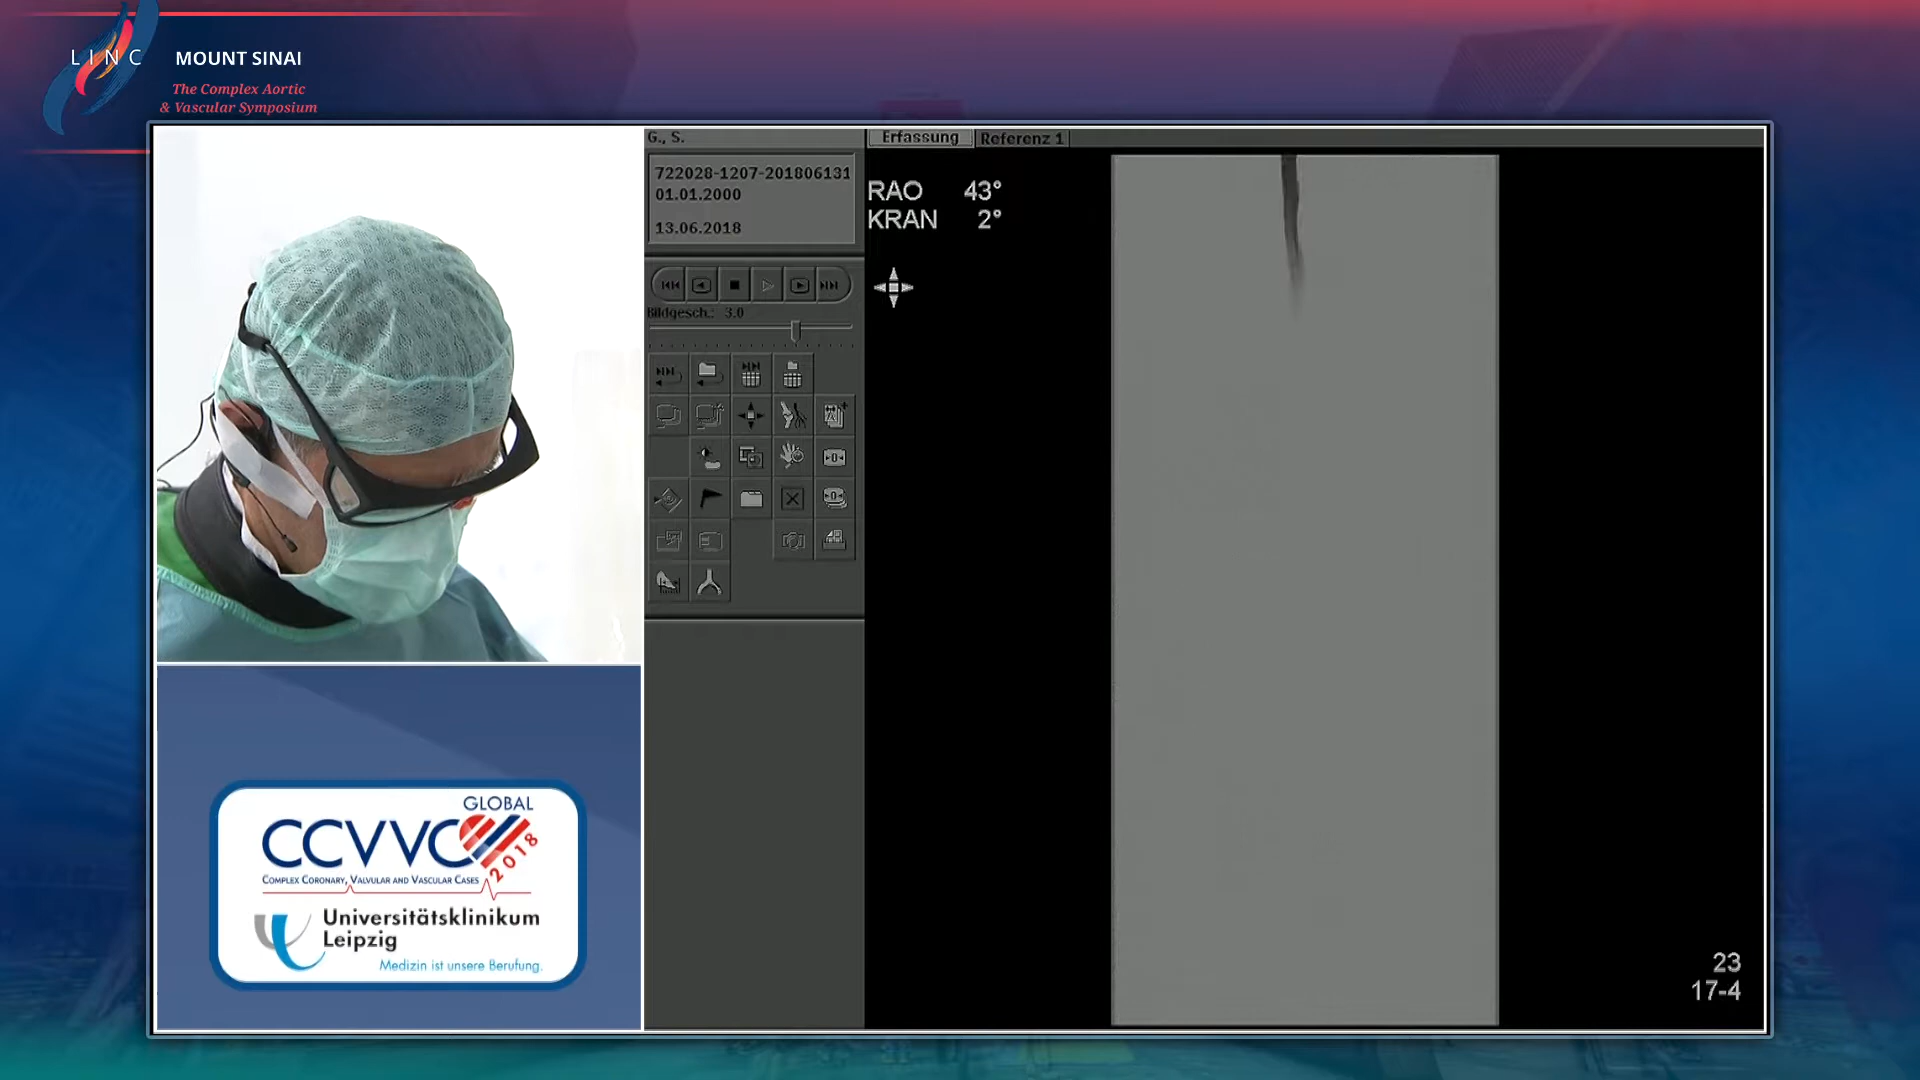 LINC
MOUNT SINAI
The Complex Aortic
& Vascular Symposium
G., S.
722028-1207-201806131
01.01.2000
13.06.2018
Bildgesch.: 3.0
Erfassung
Referenz 1
RAO 43°
KRAN 2°
23
17-4
GLOBAL
CCVVC
2018
COMPLEX CORONARY, VALVULAR AND VASCULAR CASES
Universitätsklinikum
Leipzig
Medizin ist unsere Berufung.